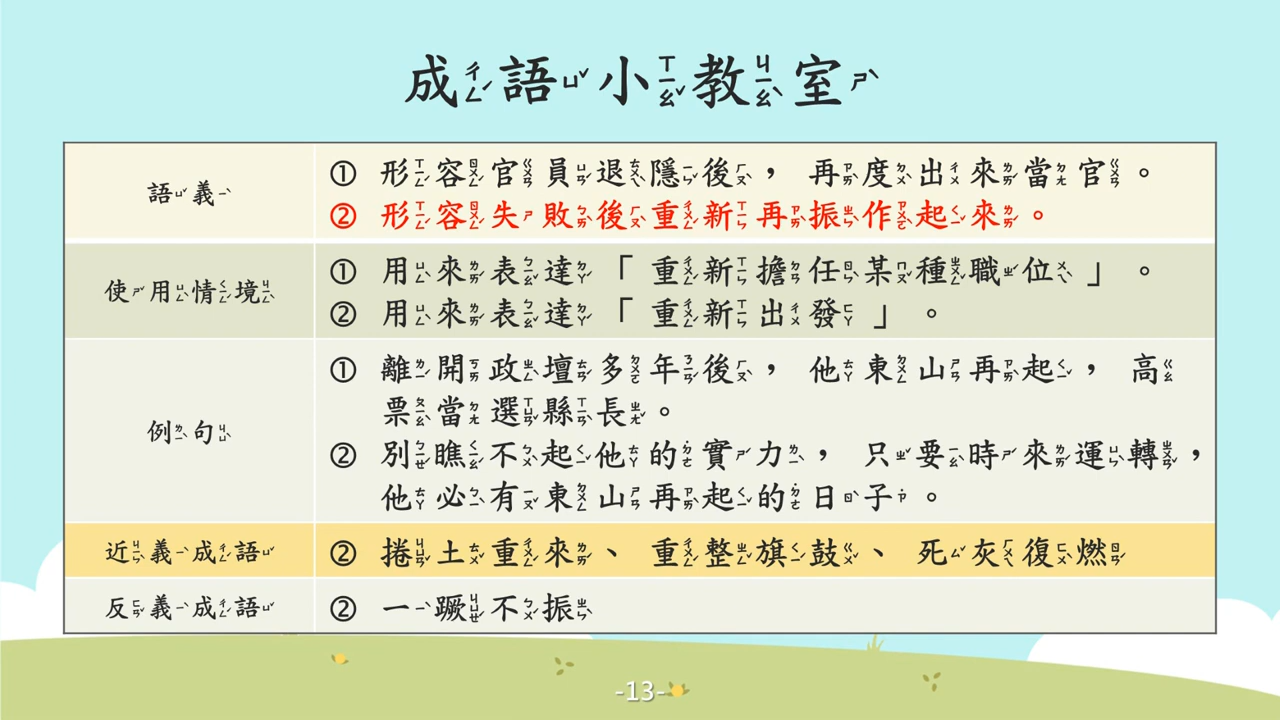 成語小教室
語義
① 形容官員退隱後，再度出來當官。
② 形容失敗後重新再振作起來。
使用情境
① 用來表達「重新擔任某種職位」。
② 用來表達「重新出發」。
例句
① 離開政壇多年後，他東山再起，高
票當選縣長。
② 別瞧不起他的實力，只要時來運轉，
他必有東山再起的日子。
近義成語
② 捲土重來、重整旗鼓、死灰復燃
反義成語
② 一蹶不振
-13-